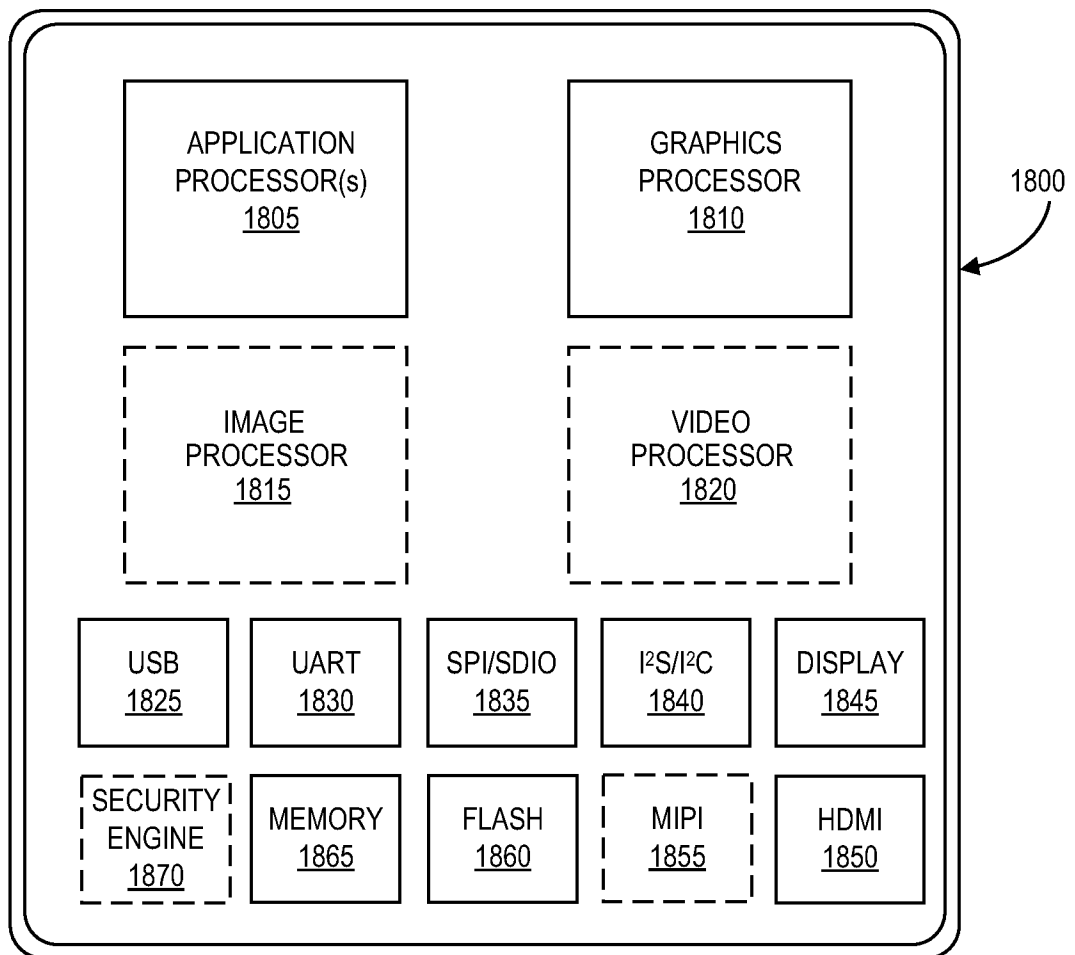 APPLICATION
PROCESSOR(s)
1805
GRAPHICS
PROCESSOR
1810
1800
IMAGE
PROCESSOR
1815
VIDEO
PROCESSOR
1820
USB
1825
UART
1830
SPI/SDIO
1835
I²S/I²C
1840
DISPLAY
1845
SECURITY
ENGINE
1870
MEMORY
1865
FLASH
1860
MIPI
1855
HDMI
1850